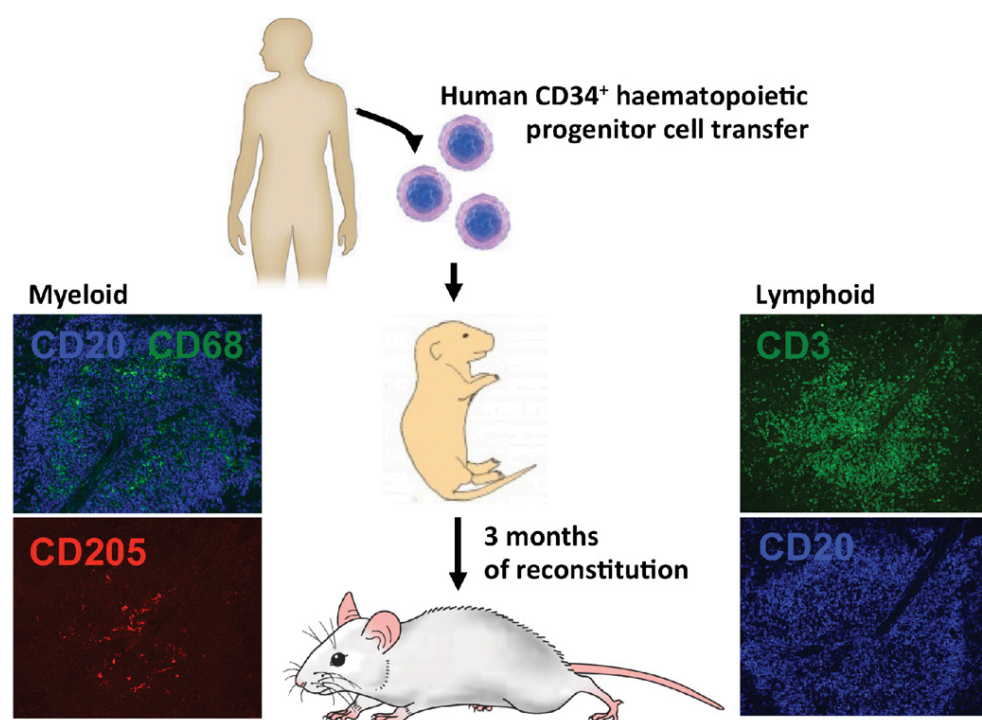 Human CD34⁺ haematopoietic
progenitor cell transfer
Myeloid
CD20 CD68
CD205
Lymphoid
CD3
CD20
3 months
of reconstitution